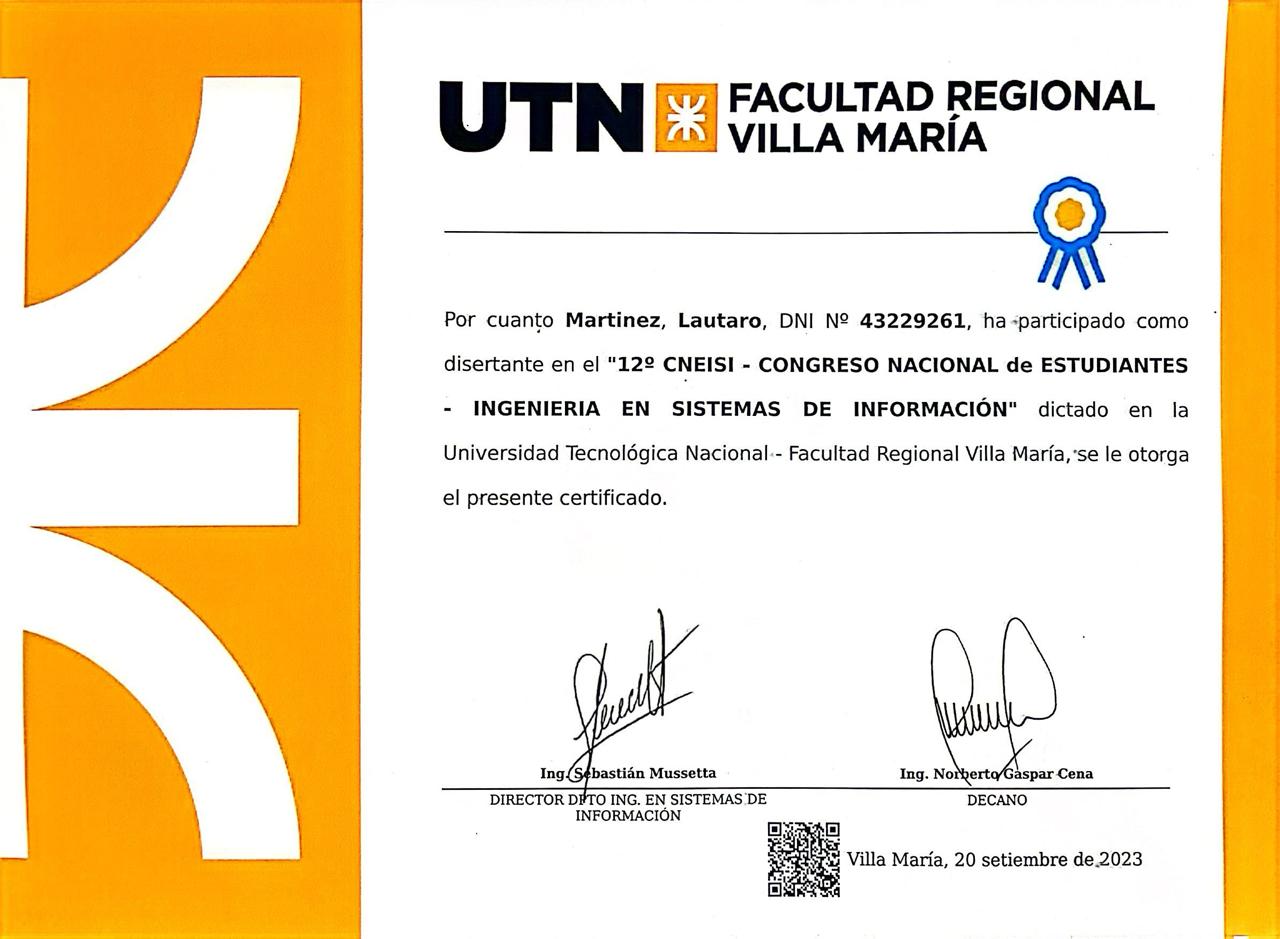 UTN FACULTAD REGIONAL
VILLA MARÍA
Por cuanto Martinez, Lautaro, DNI Nº 43229261, ha participado como
disertante en el "12º CNEISI - CONGRESO NACIONAL de ESTUDIANTES
- INGENIERIA EN SISTEMAS DE INFORMACIÓN" dictado en la
Universidad Tecnológica Nacional - Facultad Regional Villa María, se le otorga
el presente certificado.
Ing. Sebastián Mussetta
DIRECTOR DPTO ING. EN SISTEMAS DE
INFORMACIÓN
Ing. Norberto Gaspar Cena
DECANO
Villa María, 20 setiembre de 2023